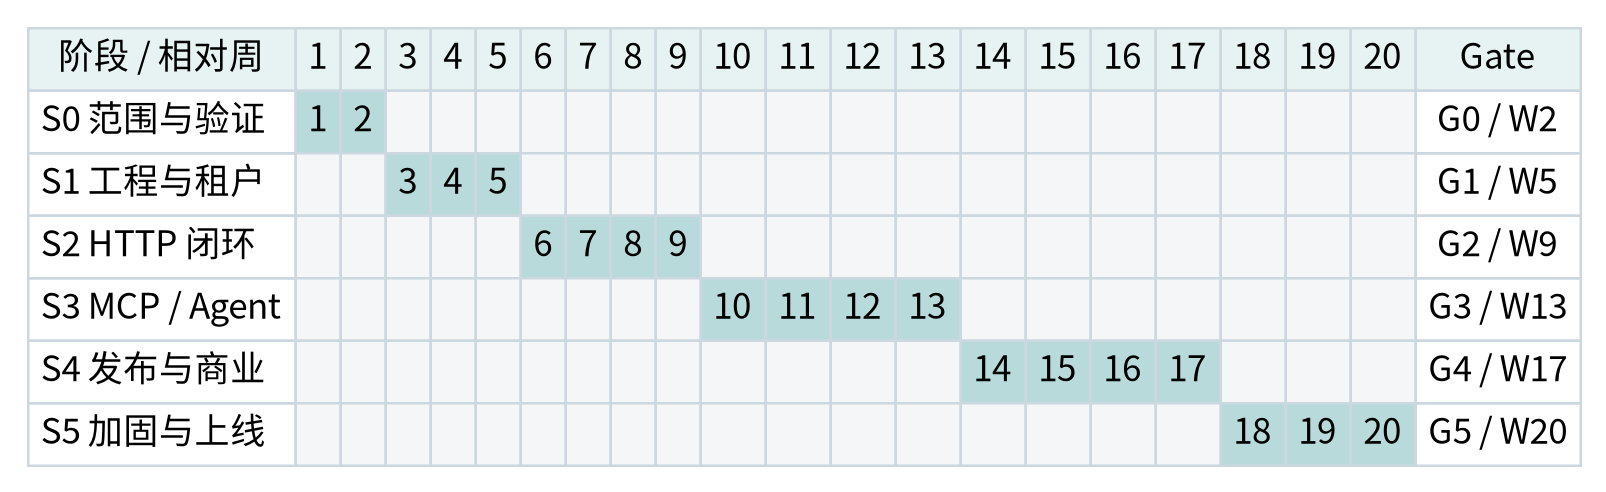 阶段 / 相对周 1 2 3 4 5 6 7 8 9 10 11 12 13 14 15 16 17 18 19 20 Gate
S0 范围与验证 1 2 G0 / W2
S1 工程与租户 3 4 5 G1 / W5
S2 HTTP 闭环 6 7 8 9 G2 / W9
S3 MCP / Agent 10 11 12 13 G3 / W13
S4 发布与商业 14 15 16 17 G4 / W17
S5 加固与上线 18 19 20 G5 / W20